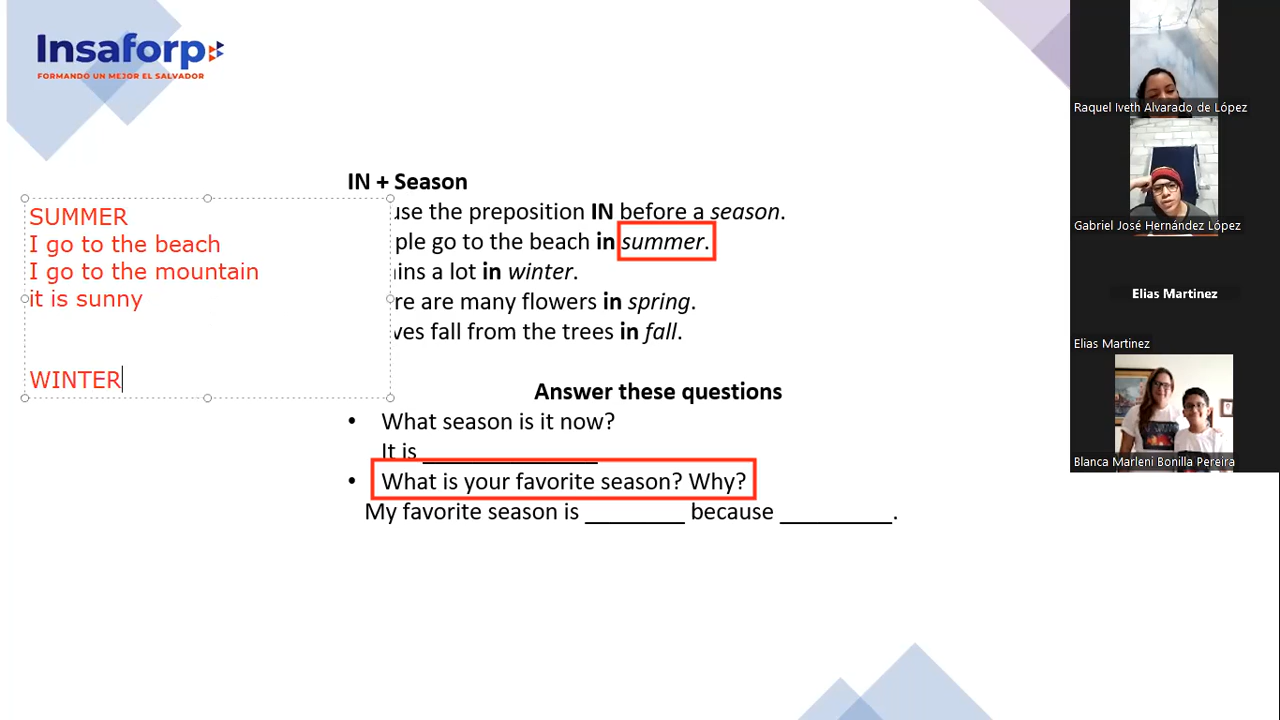 Insaforp
FORMANDO UN MEJOR EL SALVADOR
IN + Season
use the preposition IN before a season.
ple go to the beach in summer.
ins a lot in winter.
re are many flowers in spring.
ves fall from the trees in fall.
SUMMER
I go to the beach
I go to the mountain
it is sunny
WINTER
Answer these questions
• What season is it now?
It is ________________
• What is your favorite season? Why?
My favorite season is _________ because __________.
Raquel Iveth Alvarado de López
Gabriel José Hernández López
Elias Martinez
Elias Martinez
Blanca Marleni Bonilla Pereira